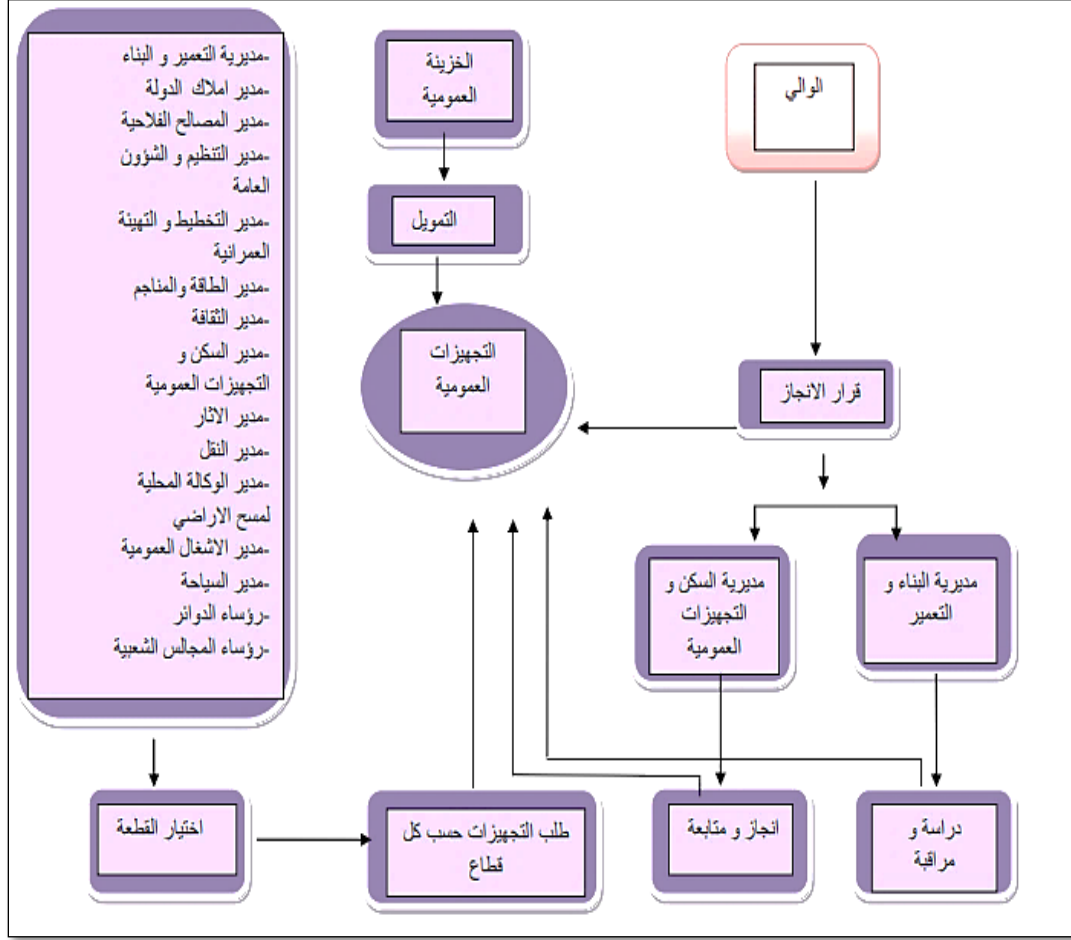 الوالي
الخزينة
العمومية
-مديرية التعمير و البناء
-مدير املاك الدولة
-مدير المصالح الفلاحية
-مدير التنظيم و الشؤون
العامة
-مدير التخطيط و التهيئة
العمرانية
-مدير الطاقة والمناجم
-مدير الثقافة
-مدير السكن و
التجهيزات العمومية
-مدير الاثار
-مدير النقل
-مدير الوكالة المحلية
لمسح الاراضي
-مدير الاشغال العمومية
-مدير السياحة
-رؤساء الدوائر
-رؤساء المجالس الشعبية
التمويل
قرار الانجاز
التجهيزات
العمومية
مديرية البناء و
التعمير
مديرية السكن و
التجهيزات
العمومية
دراسة و
مراقبة
انجاز و متابعة
طلب التجهيزات حسب كل
قطاع
اختيار القطعة